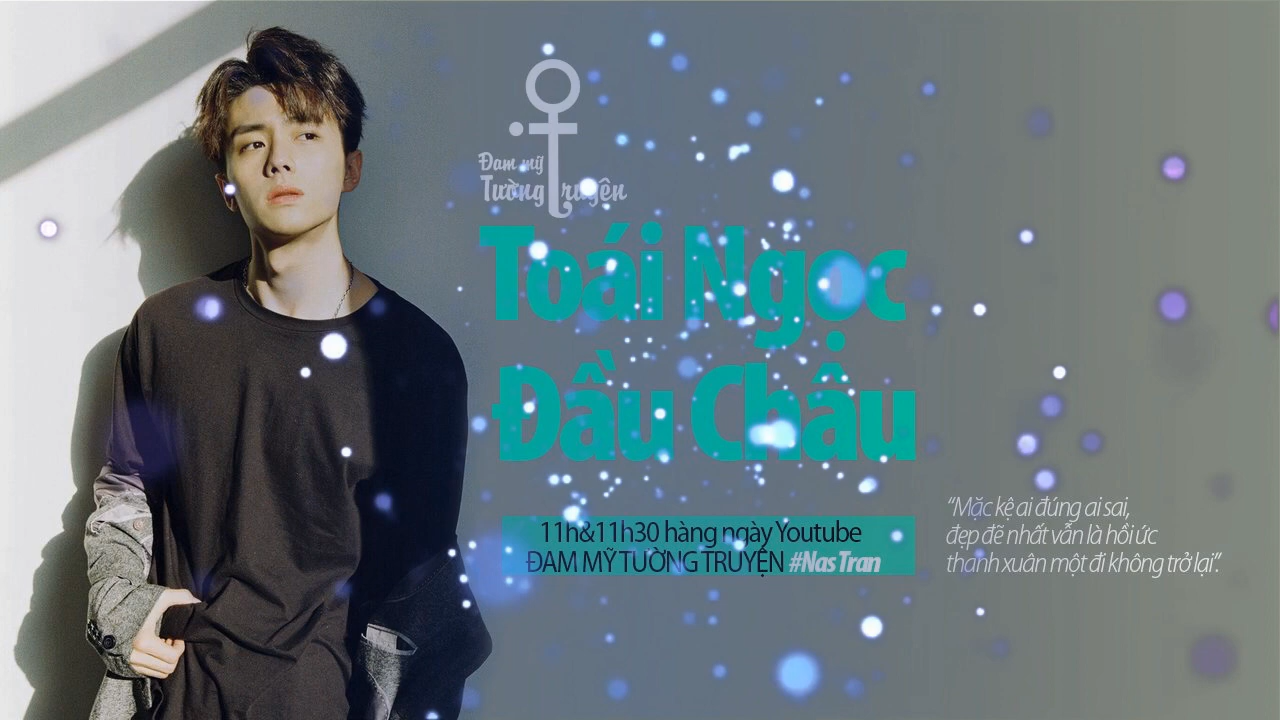 Đam mỹ
Tường Truyện
Toái Ngọc
Đầu Châu
11h&11h30 hàng ngày Youtube
ĐAM MỸ TƯỜNG TRUYỆN #Nas Tran
“Mặc kệ ai đúng ai sai,
đẹp đẽ nhất vẫn là hồi ức
thanh xuân một đi không trở lại”.